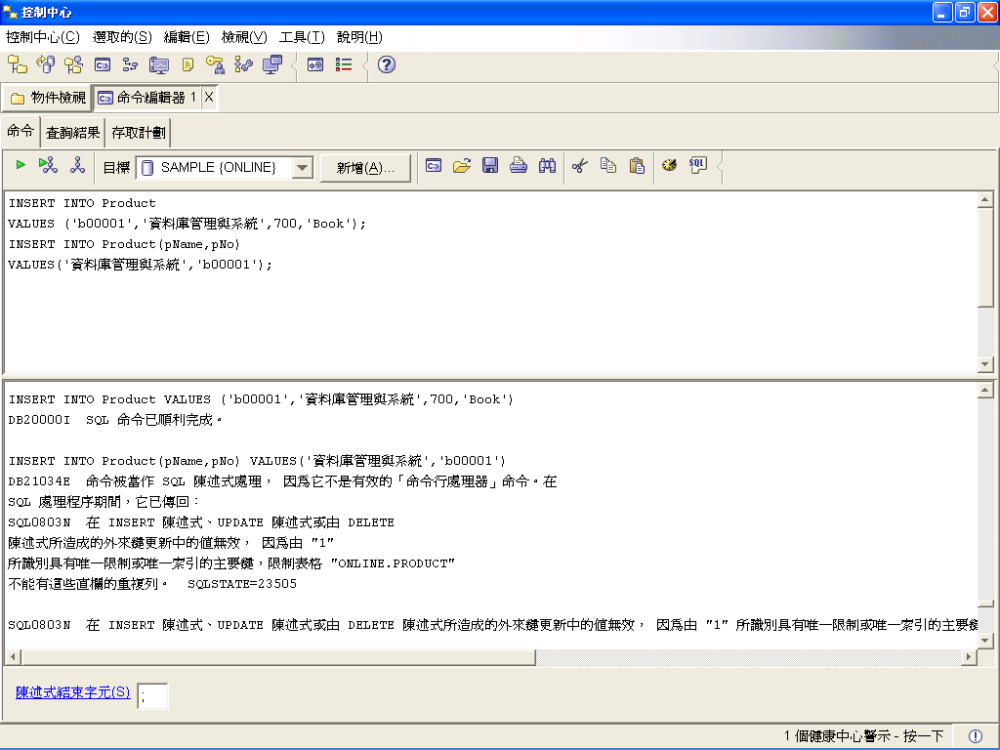 控制中心
控制中心(C) 選取的(S) 編輯(E) 檢視(V) 工具(T) 說明(H)
物件檢視 命令編輯器 1 X
命令 查詢結果 存取計劃
目標 SAMPLE {ONLINE} 新增(A)... SQL
INSERT INTO Product
VALUES ('b00001','資料庫管理與系統',700,'Book');
INSERT INTO Product(pName,pNo)
VALUES('資料庫管理與系統','b00001');
INSERT INTO Product VALUES ('b00001','資料庫管理與系統',700,'Book')
DB20000I SQL 命令已順利完成。
INSERT INTO Product(pName,pNo) VALUES('資料庫管理與系統','b00001')
DB21034E 命令被當作 SQL 陳述式處理, 因為它不是有效的「命令行處理器」命令。在
SQL 處理程序期間,它已傳回:
SQL0803N 在 INSERT 陳述式、UPDATE 陳述式或由 DELETE
陳述式所造成的外來鍵更新中的值無效, 因為由 "1"
所識別具有唯一限制或唯一索引的主要鍵,限制表格 "ONLINE.PRODUCT"
不能有這些直欄的重複列。 SQLSTATE=23505
SQL0803N 在 INSERT 陳述式、UPDATE 陳述式或由 DELETE 陳述式所造成的外來鍵更新中的值無效, 因為由 "1" 所識別具有唯一限制或唯一索引的主要鍵
陳述式結束字元(S) ;
1 個健康中心警示 - 按一下